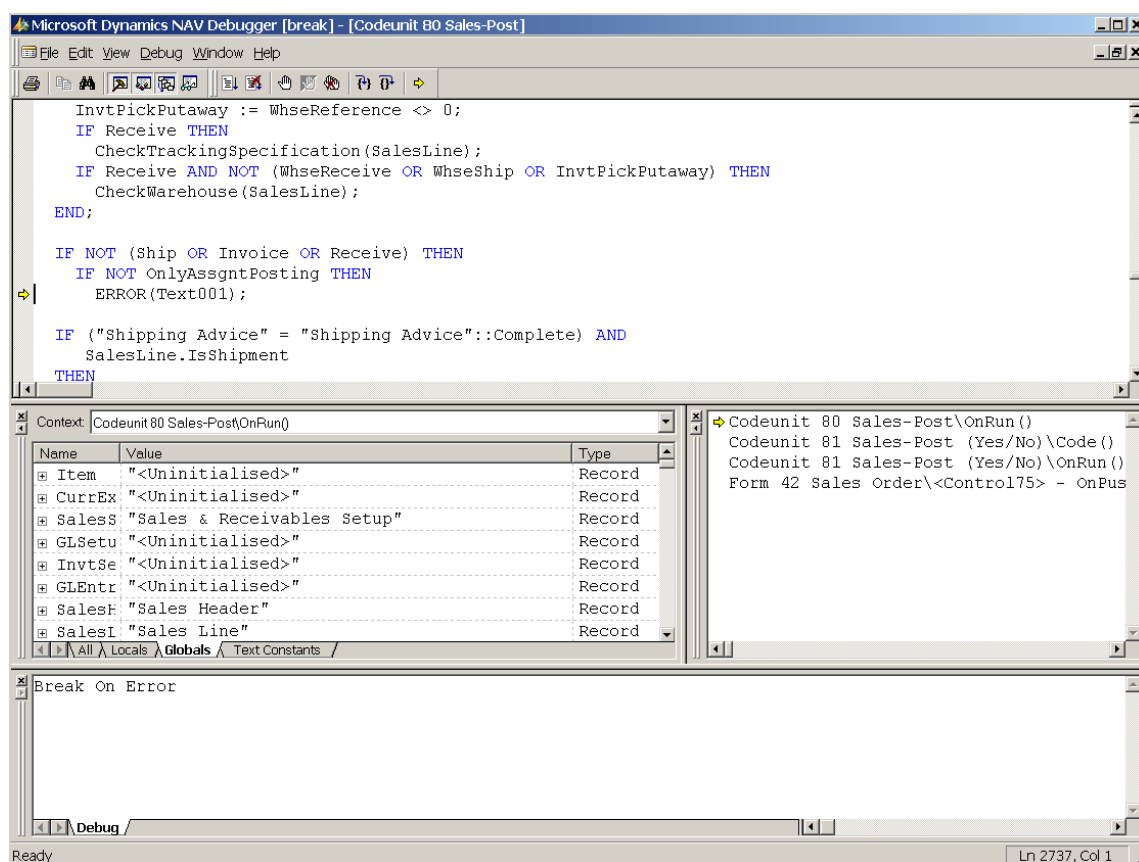 Microsoft Dynamics NAV Debugger [break] - [Codeunit 80 Sales-Post]
File Edit View Debug Window Help
InvtPickPutaway := WhseReference <> 0;
IF Receive THEN
CheckTrackingSpecification(SalesLine);
IF Receive AND NOT (WhseReceive OR WhseShip OR InvtPickPutaway) THEN
CheckWarehouse(SalesLine);
END;
IF NOT (Ship OR Invoice OR Receive) THEN
IF NOT OnlyAssgntPosting THEN
ERROR(Text001);
IF ("Shipping Advice" = "Shipping Advice"::Complete) AND
SalesLine.IsShipment
THEN
Context: Codeunit 80 Sales-Post\OnRun()
Name Value Type
Item "<Uninitialised>" Record
CurrEx "<Uninitialised>" Record
SalesS "Sales & Receivables Setup" Record
GLSetu "<Uninitialised>" Record
InvtSe "<Uninitialised>" Record
GLEntr "<Uninitialised>" Record
SalesH "Sales Header" Record
SalesL "Sales Line" Record
All Locals Globals Text Constants
Codeunit 80 Sales-Post\OnRun()
Codeunit 81 Sales-Post (Yes/No)\Code()
Codeunit 81 Sales-Post (Yes/No)\OnRun()
Form 42 Sales Order\<Control75> - OnPus
Break On Error
Debug
Ready Ln 2737, Col 1